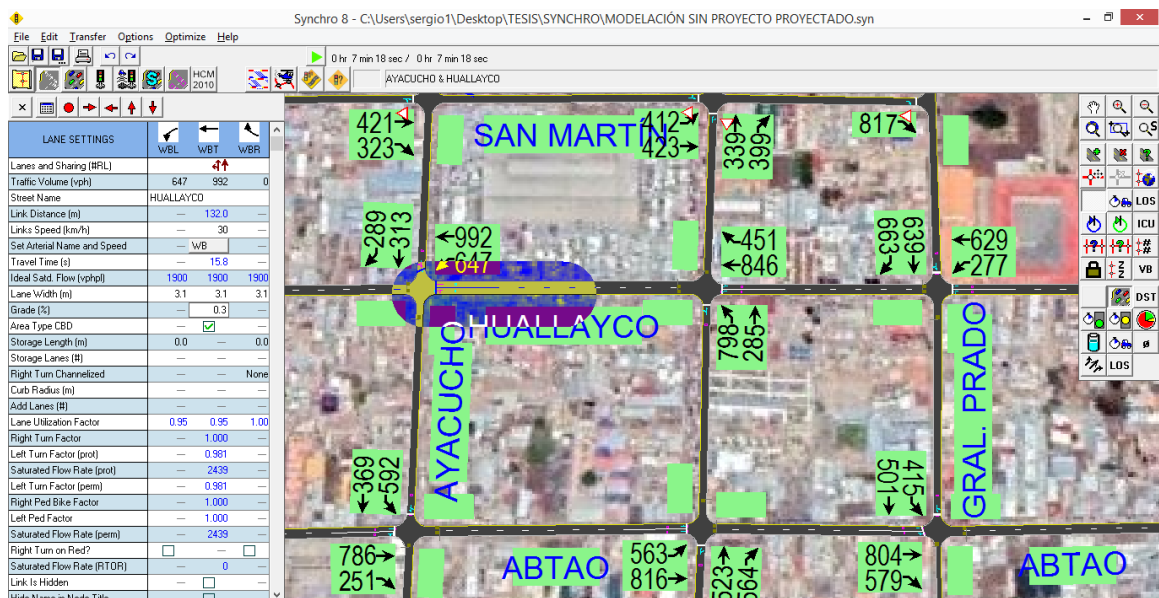 Synchro 8 - C:\Users\sergio1\Desktop\TESIS\SYNCHRO\MODELACIÓN SIN PROYECTO PROYECTADO.syn
File Edit Transfer Options Optimize Help
0 hr 7 min 18 sec / 0 hr 7 min 18 sec
HCM 2010
AYACUCHO & HUALLAYCO
LANE SETTINGS WBL WBT WBR
Lanes and Sharing (#RL)
Traffic Volume (vph) 647 992 0
Street Name HUALLAYCO
Link Distance (m) — 132.0 —
Links Speed (km/h) — 30 —
Set Arterial Name and Speed — WB —
Travel Time (s) — 15.8 —
Ideal Satd. Flow (vphpl) 1900 1900 1900
Lane Width (m) 3.1 3.1 3.1
Grade (%) — 0.3 —
Area Type CBD — —
Storage Length (m) 0.0 — 0.0
Storage Lanes (#) — — —
Right Turn Channelized — — None
Curb Radius (m) — — —
Add Lanes (#) — — —
Lane Utilization Factor 0.95 0.95 1.00
Right Turn Factor — 1.000 —
Left Turn Factor (prot) — 0.981 —
Saturated Flow Rate (prot) — 2439 —
Left Turn Factor (perm) — 0.981 —
Right Ped Bike Factor — 1.000 —
Left Ped Factor — 1.000 —
Saturated Flow Rate (perm) — 2439 —
Right Turn on Red? —
Saturated Flow Rate (RTOR) — 0 —
Link Is Hidden — —
Hide Name in Node Title — —
421
323
SAN MARTÍN
412
423
339
399
817
289
313
992
647
451
846
663
639
629
277
HUALLAYCO
798
285
AYACUCHO
GRAL. PRADO
369
592
501
415
786
251
ABTAO
563
816
523
564
804
579
ABTAO
LOS
ICU
VB
DST
ø
LOS